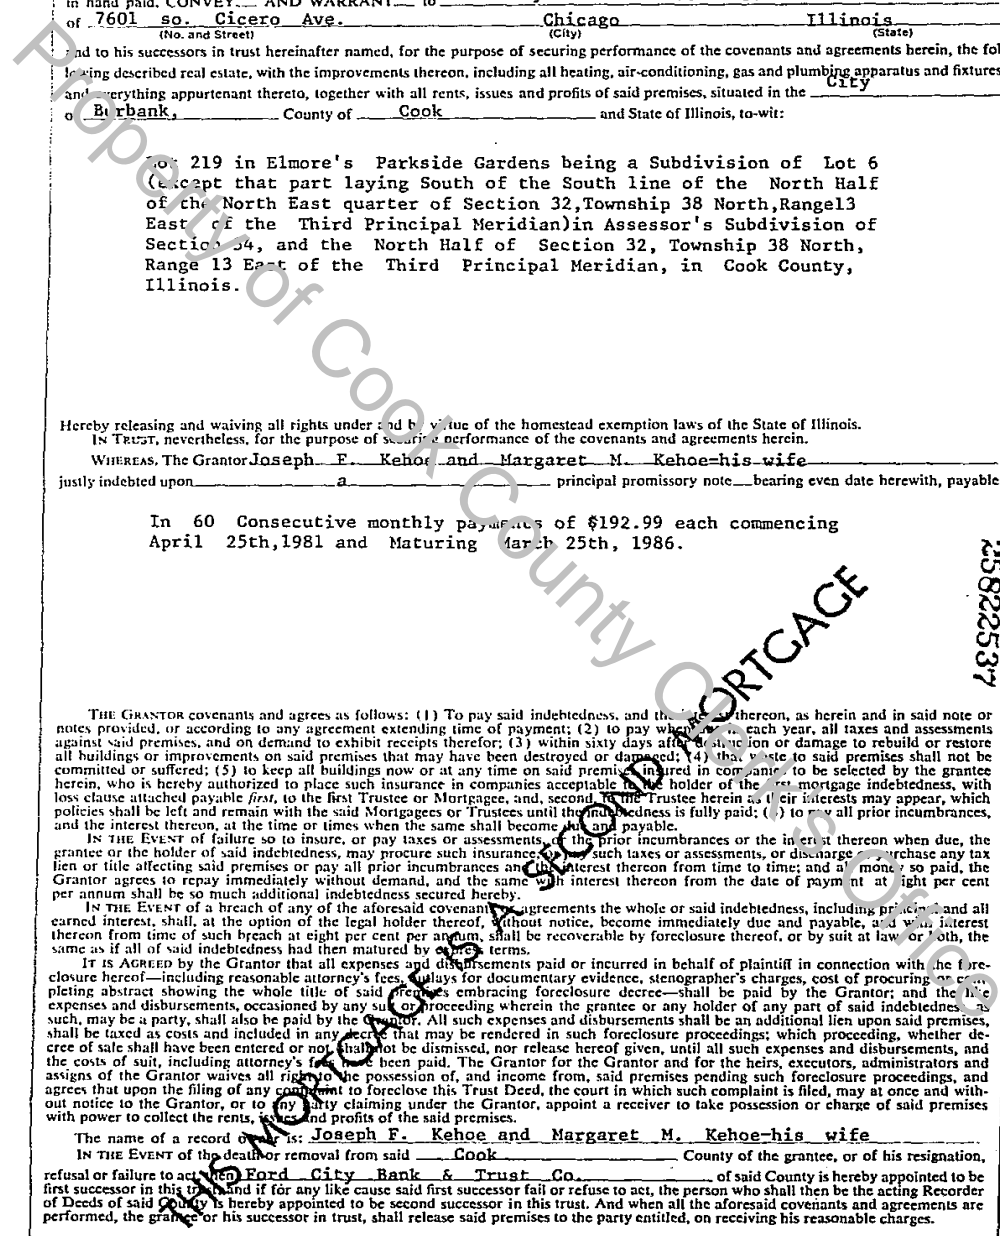 in hand paid, CONVEY__ AND WARRANT__ to
of 7601 so. Cicero Ave. Chicago Illinois
(No. and Street) (City) (State)
and to his successors in trust hereinafter named, for the purpose of securing performance of the covenants and agreements herein, the fol
lowing described real estate, with the improvements thereon, including all heating, air-conditioning, gas and plumbing apparatus and fixtures
and everything appurtenant thereto, together with all rents, issues and profits of said premises, situated in the City
of Burbank, County of Cook and State of Illinois, to-wit:
Lot 219 in Elmore's Parkside Gardens being a Subdivision of Lot 6
(except that part laying South of the South line of the North Half
of the North East quarter of Section 32,Township 38 North,Range13
East of the Third Principal Meridian)in Assessor's Subdivision of
Section 34, and the North Half of Section 32, Township 38 North,
Range 13 East of the Third Principal Meridian, in Cook County,
Illinois.
Hereby releasing and waiving all rights under and by virtue of the homestead exemption laws of the State of Illinois.
IN TRUST, nevertheless, for the purpose of securing performance of the covenants and agreements herein.
WHEREAS, The Grantor Joseph F. Kehoe and Margaret M. Kehoe=his wife
justly indebted upon a principal promissory note__bearing even date herewith, payable
In 60 Consecutive monthly payments of $192.99 each commencing
April 25th,1981 and Maturing March 25th, 1986.
25822537
THE GRANTOR covenants and agrees as follows: (1) To pay said indebtedness, and the interest thereon, as herein and in said note or
notes provided, or according to any agreement extending time of payment; (2) to pay when due in each year, all taxes and assessments
against said premises, and on demand to exhibit receipts therefor; (3) within sixty days after destruction or damage to rebuild or restore
all buildings or improvements on said premises that may have been destroyed or damaged; (4) that waste to said premises shall not be
committed or suffered; (5) to keep all buildings now or at any time on said premises insured in companies to be selected by the grantee
herein, who is hereby authorized to place such insurance in companies acceptable to the holder of the first mortgage indebtedness, with
loss clause attached payable first, to the first Trustee or Mortgagee, and, second, to the Trustee herein as their interests may appear, which
policies shall be left and remain with the said Mortgagees or Trustees until the indebtedness is fully paid; (6) to pay all prior incumbrances,
and the interest thereon, at the time or times when the same shall become due and payable.
IN THE EVENT of failure so to insure, or pay taxes or assessments, or the prior incumbrances or the interest thereon when due, the
grantee or the holder of said indebtedness, may procure such insurance, or pay such taxes or assessments, or discharge or purchase any tax
lien or title affecting said premises or pay all prior incumbrances and the interest thereon from time to time; and all money so paid, the
Grantor agrees to repay immediately without demand, and the same with interest thereon from the date of payment at eight per cent
per annum shall be so much additional indebtedness secured hereby.
IN THE EVENT of a breach of any of the aforesaid covenants or agreements the whole or said indebtedness, including principal and all
earned interest, shall, at the option of the legal holder thereof, without notice, become immediately due and payable, and with interest
thereon from time of such breach at eight per cent per annum, shall be recoverable by foreclosure thereof, or by suit at law, or both, the
same as if all of said indebtedness had then matured by express terms.
IT IS AGREED by the Grantor that all expenses and disbursements paid or incurred in behalf of plaintiff in connection with the fore-
closure hereof—including reasonable attorney's fees, outlays for documentary evidence, stenographer's charges, cost of procuring or com-
pleting abstract showing the whole title of said premises embracing foreclosure decree—shall be paid by the Grantor; and the like
expenses and disbursements, occasioned by any suit or proceeding wherein the grantee or any holder of any part of said indebtedness, as
such, may be a party, shall also be paid by the Grantor. All such expenses and disbursements shall be an additional lien upon said premises,
shall be taxed as costs and included in any decree that may be rendered in such foreclosure proceedings; which proceeding, whether de-
cree of sale shall have been entered or not, shall not be dismissed, nor release hereof given, until all such expenses and disbursements, and
the costs of suit, including attorney's fees have been paid. The Grantor for the Grantor and for the heirs, executors, administrators and
assigns of the Grantor waives all right to the possession of, and income from, said premises pending such foreclosure proceedings, and
agrees that upon the filing of any complaint to foreclose this Trust Deed, the court in which such complaint is filed, may at once and with-
out notice to the Grantor, or to any party claiming under the Grantor, appoint a receiver to take possession or charge of said premises
with power to collect the rents, issues and profits of the said premises.
The name of a record owner is: Joseph F. Kehoe and Margaret M. Kehoe-his wife
IN THE EVENT of the death or removal from said Cook County of the grantee, or of his resignation,
refusal or failure to act, then Ford City Bank & Trust Co. of said County is hereby appointed to be
first successor in this trust; and if for any like cause said first successor fail or refuse to act, the person who shall then be the acting Recorder
of Deeds of said County is hereby appointed to be second successor in this trust. And when all the aforesaid covenants and agreements are
performed, the grantee or his successor in trust, shall release said premises to the party entitled, on receiving his reasonable charges.
THIS MORTGAGE IS A SECOND MORTGAGE
Property of Cook County Clerk's Office